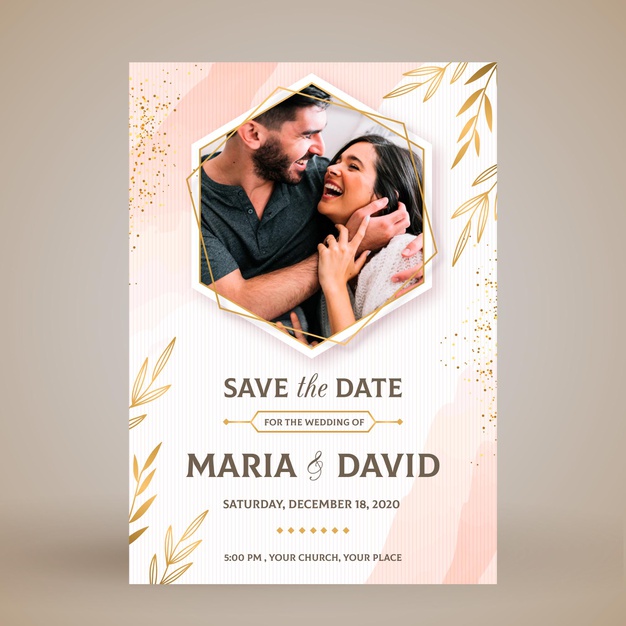 SAVE the DATE
FOR THE WEDDING OF
MARIA & DAVID
SATURDAY, DECEMBER 18, 2020
5:00 PM , YOUR CHURCH, YOUR PLACE